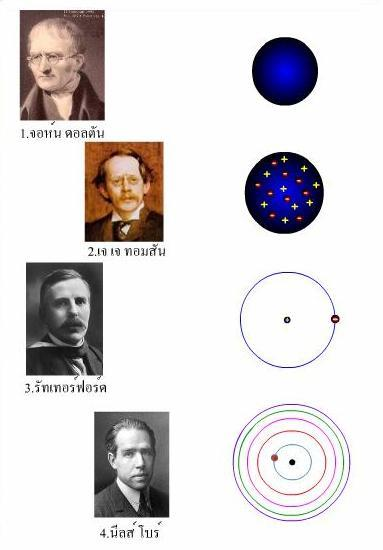 1.จอห์น ดอลตัน
2.เจ เจ ทอมสัน
3.รัทเทอร์ฟอร์ด
4.นีลส์ โบร์